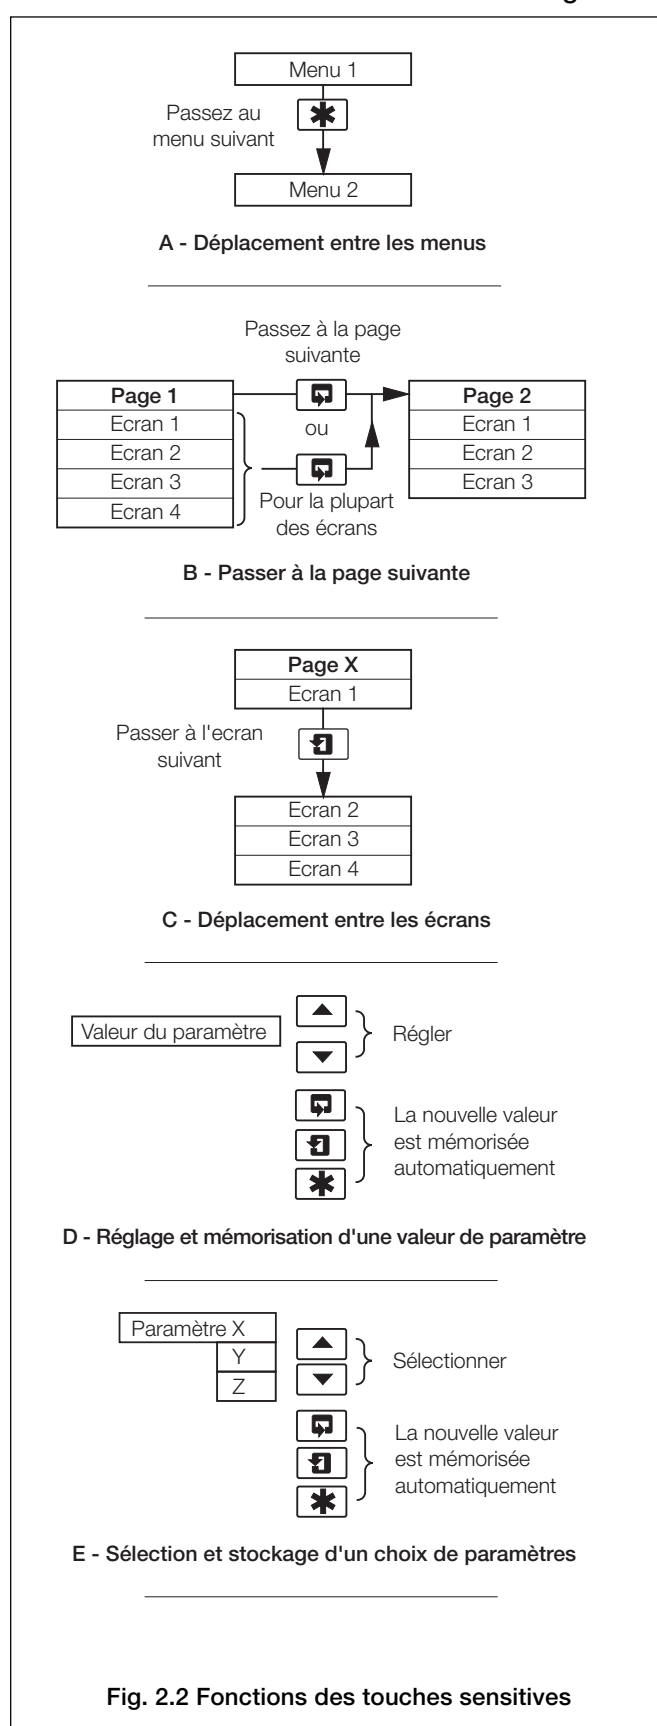 Menu 1
Passez au
menu suivant
Menu 2
A - Déplacement entre les menus
Passez à la page
suivante
Page 1
Ecran 1
Ecran 2
Ecran 3
Ecran 4
ou
Pour la plupart
des écrans
Page 2
Ecran 1
Ecran 2
Ecran 3
B - Passer à la page suivante
Page X
Ecran 1
Passer à l'ecran
suivant
Ecran 2
Ecran 3
Ecran 4
C - Déplacement entre les écrans
Valeur du paramètre
Régler
La nouvelle valeur
est mémorisée
automatiquement
D - Réglage et mémorisation d'une valeur de paramètre
Paramètre X
Y
Z
Sélectionner
La nouvelle valeur
est mémorisée
automatiquement
E - Sélection et stockage d'un choix de paramètres
Fig. 2.2 Fonctions des touches sensitives